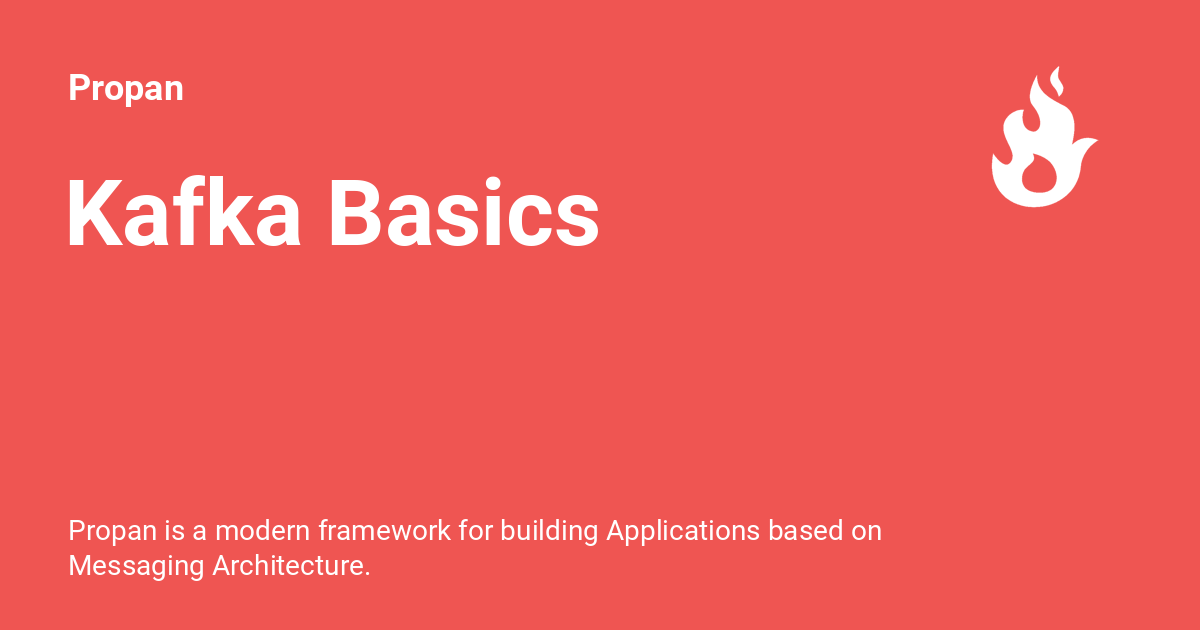 Propan
Kafka Basics
Propan is a modern framework for building Applications based on
Messaging Architecture.